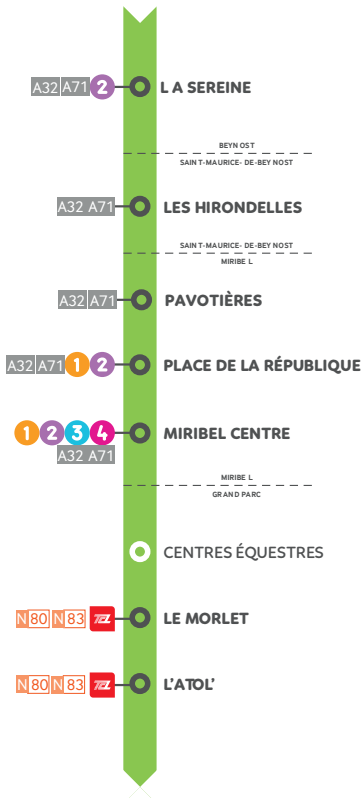 A32 A71 2 LA SEREINE
BEYNOST
SAINT-MAURICE-DE-BEYNOST
A32 A71 LES HIRONDELLES
SAINT-MAURICE-DE-BEYNOST
MIRIBEL
A32 A71 PAVOTIÈRES
A32 A71 1 2 PLACE DE LA RÉPUBLIQUE
1 2 3 4 MIRIBEL CENTRE
A32 A71
MIRIBEL
GRAND PARC
CENTRES ÉQUESTRES
N80 N83 TCL LE MORLET
N80 N83 TCL L'ATOL'